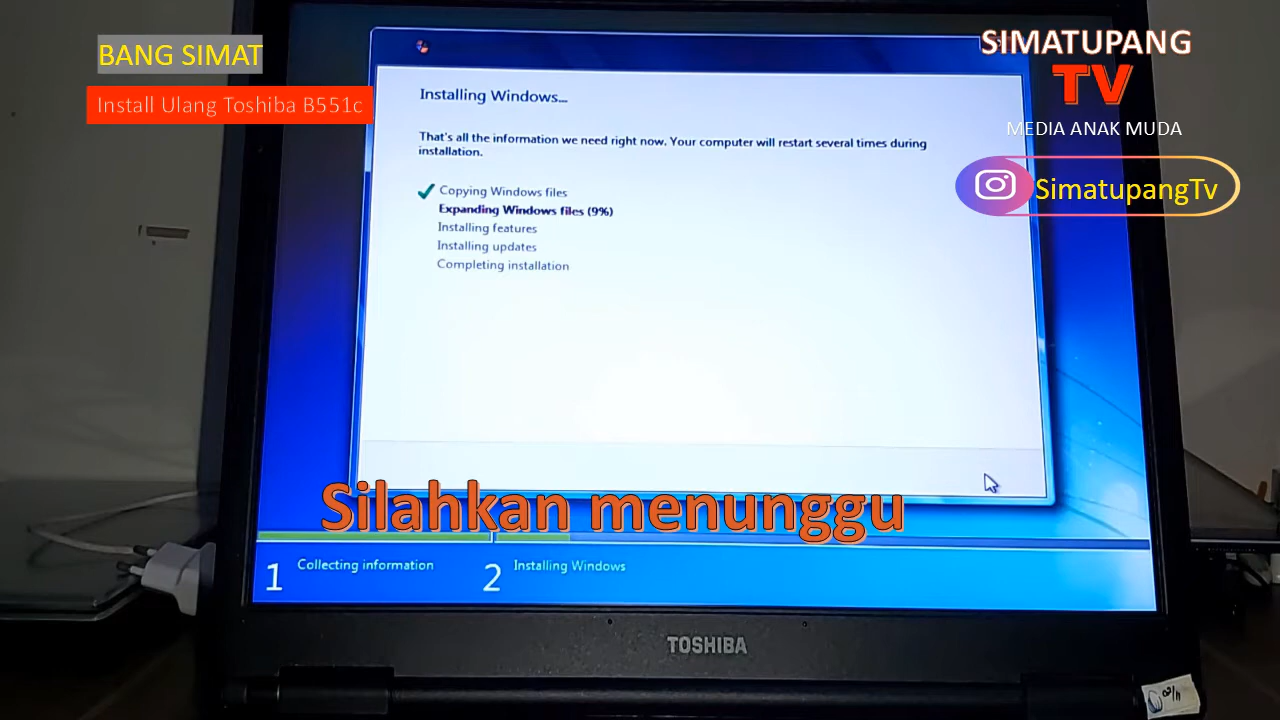 BANG SIMAT
Install Ulang Toshiba B551c
SIMATUPANG
TV
MEDIA ANAK MUDA
SimatupangTv
Installing Windows...
That's all the information we need right now. Your computer will restart several times during
installation.
Copying Windows files
Expanding Windows files (9%)
Installing features
Installing updates
Completing installation
Silahkan menunggu
1 Collecting information
2 Installing Windows
TOSHIBA